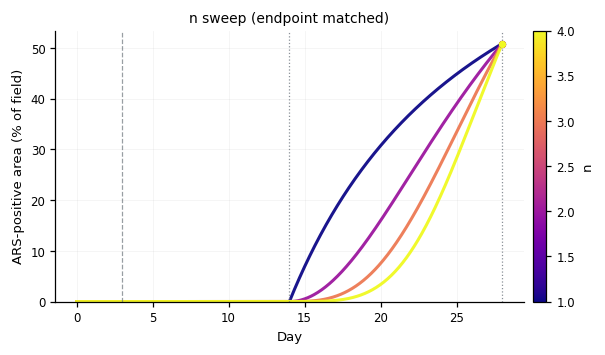 n sweep (endpoint matched)
ARS-positive area (% of field)
50
40
30
20
10
0
0 5 10 15 20 25
Day
4.0
3.5
3.0
2.5
2.0
1.5
1.0
n